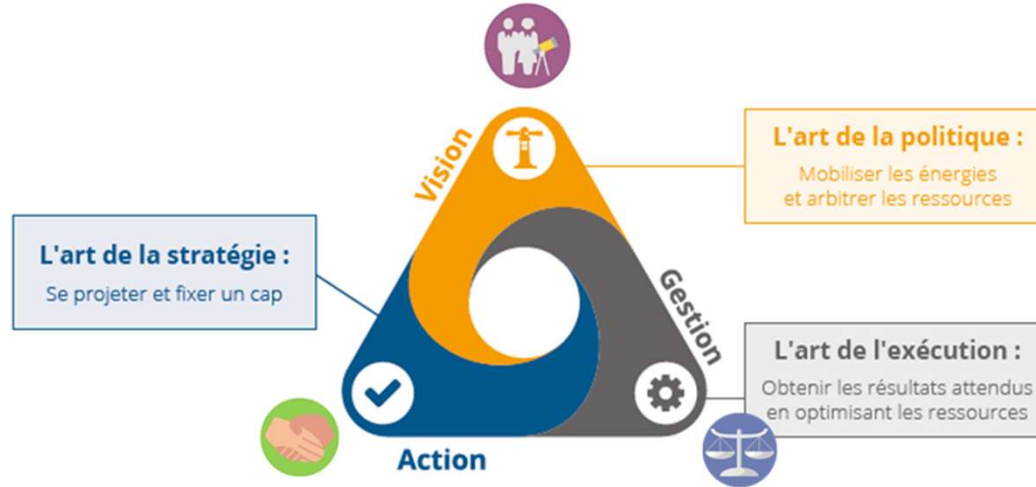 Vision
L'art de la politique :
Mobiliser les énergies
et arbitrer les ressources
L'art de la stratégie :
Se projeter et fixer un cap
Gestion
L'art de l'exécution :
Obtenir les résultats attendus
en optimisant les ressources
Action